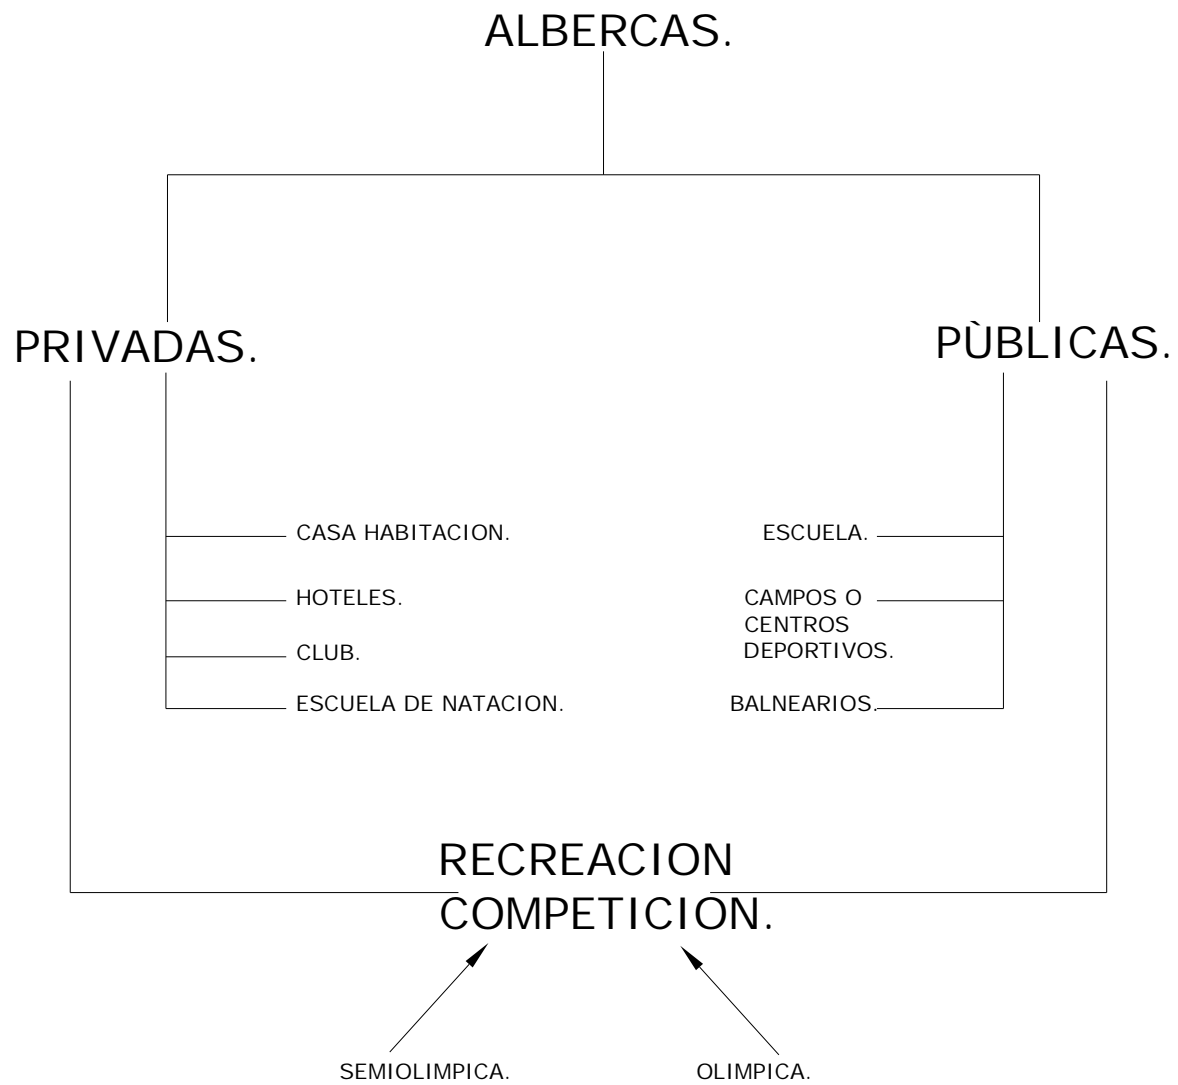 ALBERCAS.
PRIVADAS.
PÙBLICAS.
CASA HABITACION.
HOTELES.
CLUB.
ESCUELA DE NATACION.
ESCUELA.
CAMPOS O
CENTROS
DEPORTIVOS.
BALNEARIOS.
RECREACION
COMPETICION.
SEMIOLIMPICA.
OLIMPICA.